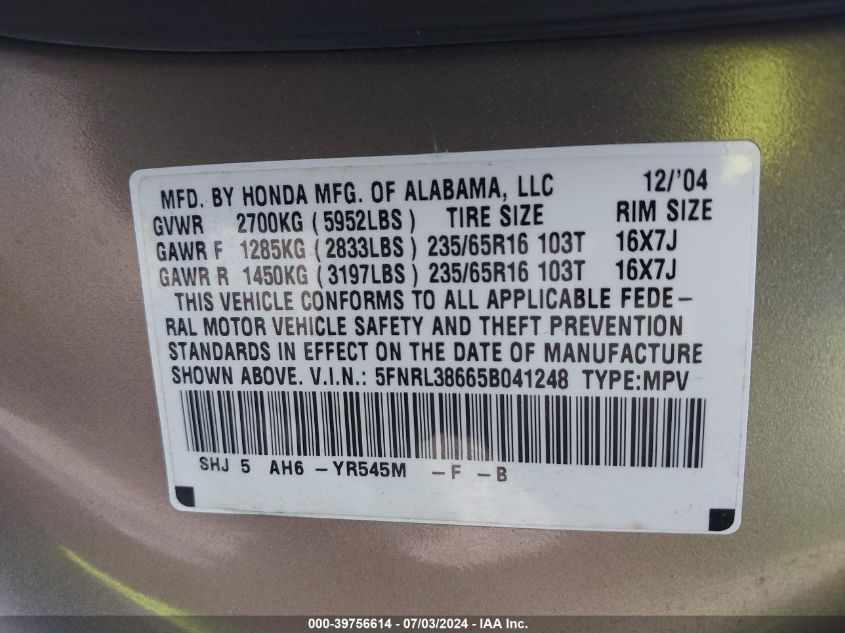 MFD. BY HONDA MFG. OF ALABAMA, LLC 12/'04
GVWR 2700KG (5952LBS) TIRE SIZE RIM SIZE
GAWR F 1285KG (2833LBS) 235/65R16 103T 16X7J
GAWR R 1450KG (3197LBS) 235/65R16 103T 16X7J
THIS VEHICLE CONFORMS TO ALL APPLICABLE FEDE-
RAL MOTOR VEHICLE SAFETY AND THEFT PREVENTION
STANDARDS IN EFFECT ON THE DATE OF MANUFACTURE
SHOWN ABOVE. V.I.N.: 5FNRL38665B041248 TYPE:MPV
SHJ 5 AH6 -YR545M -F -B
000-39756614 - 07/03/2024 - IAA Inc.